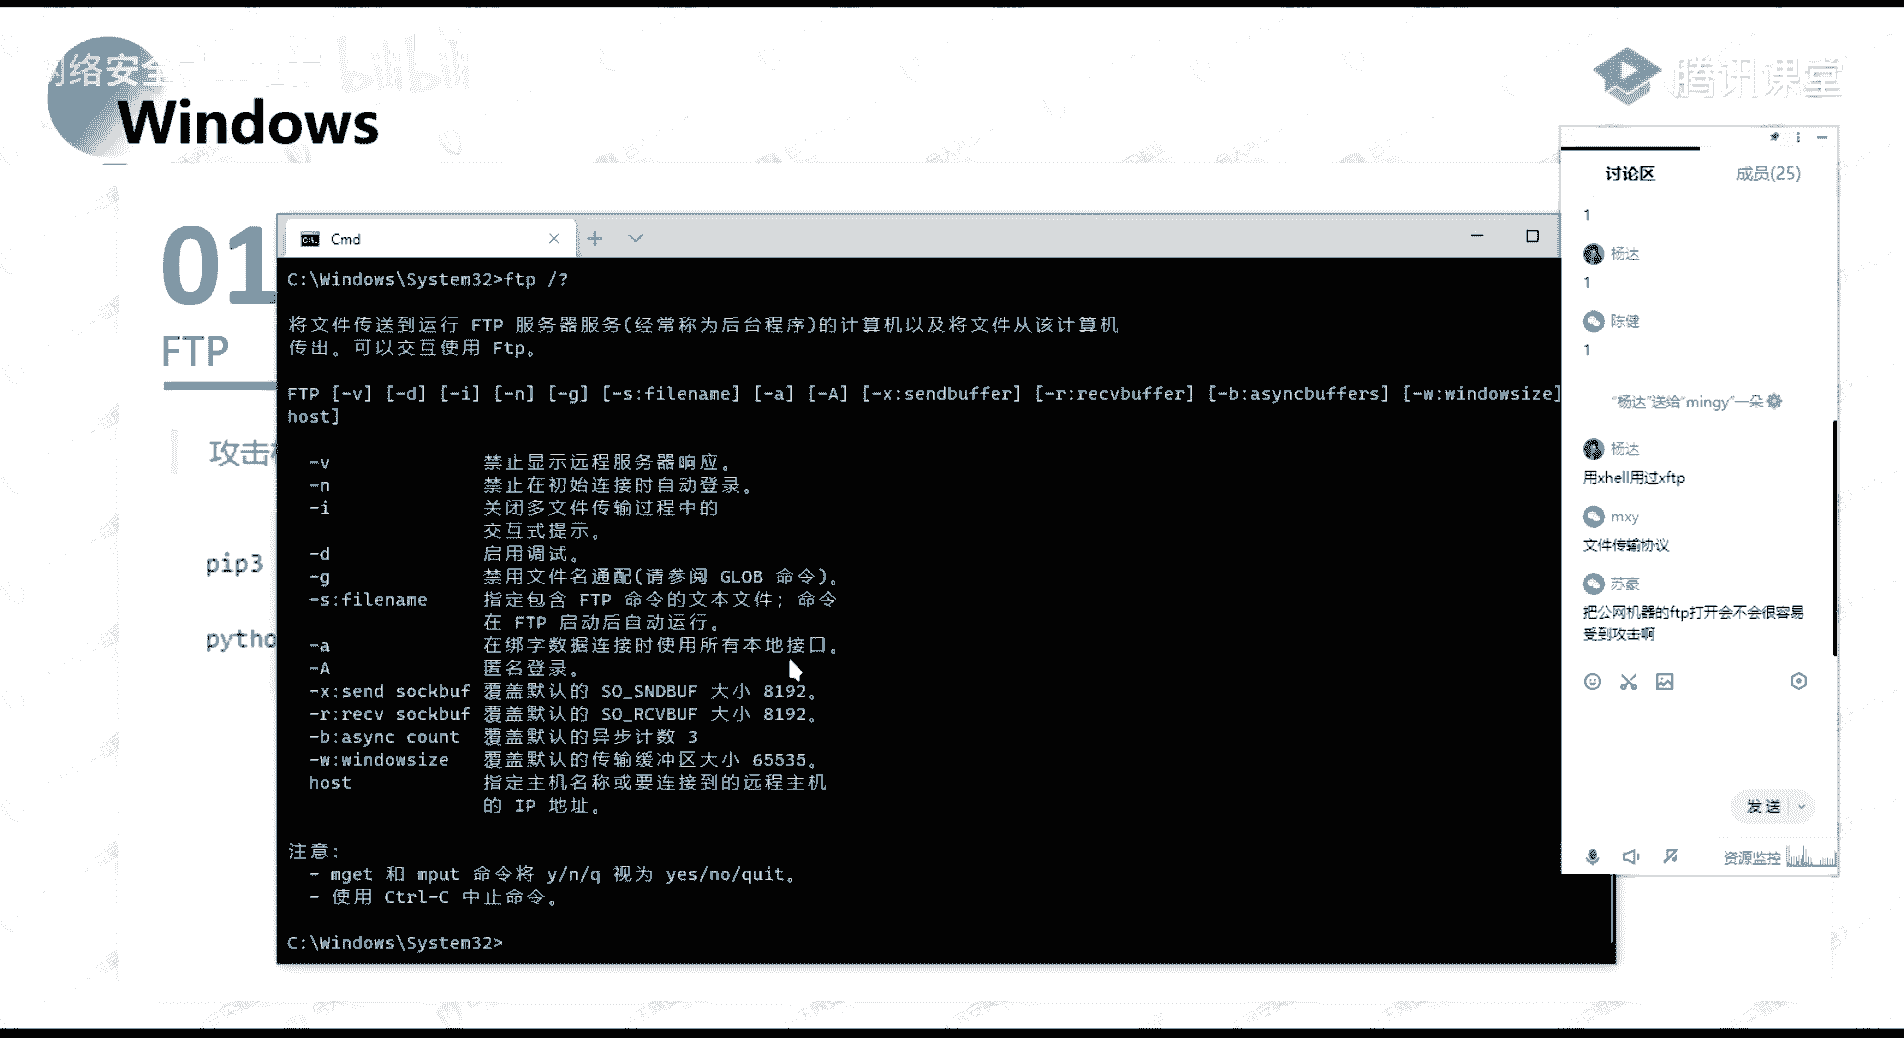 网络安全
bilibili
腾讯课堂
Windows
01
FTP
攻击
pip3
pytho
Cmd
C:\Windows\System32>ftp /?
将文件传送到运行 FTP 服务器服务(经常称为后台程序)的计算机以及将文件从该计算机
传出。可以交互使用 Ftp。
FTP [-v] [-d] [-i] [-n] [-g] [-s:filename] [-a] [-A] [-x:sendbuffer] [-r:recvbuffer] [-b:asyncbuffers] [-w:windowsize]
host]
-v 禁止显示远程服务器响应。
-n 禁止在初始连接时自动登录。
-i 关闭多文件传输过程中的
交互式提示。
-d 启用调试。
-g 禁用文件名通配(请参阅 GLOB 命令)。
-s:filename 指定包含 FTP 命令的文本文件; 命令
在 FTP 启动后自动运行。
-a 在绑字数据连接时使用所有本地接口。
-A 匿名登录。
-x:send sockbuf 覆盖默认的 SO_SNDBUF 大小 8192。
-r:recv sockbuf 覆盖默认的 SO_RCVBUF 大小 8192。
-b:async count 覆盖默认的异步计数 3
-w:windowsize 覆盖默认的传输缓冲区大小 65535。
host 指定主机名称或要连接到的远程主机
的 IP 地址。
注意:
- mget 和 mput 命令将 y/n/q 视为 yes/no/quit。
- 使用 Ctrl-C 中止命令。
C:\Windows\System32>
讨论区 成员(25)
1
杨达
1
陈健
1
"杨达"送给"mingy"一朵
杨达
用xhell用过xftp
mxy
文件传输协议
苏豪
把公网机器的ftp打开会不会很容易
受到攻击啊
发送
资源监控